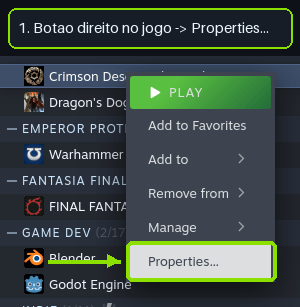 1. Botao direito no jogo -> Properties...
Crimson Des
PLAY
Dragon's Dog
Add to Favorites
EMPEROR PROT
Warhammer
Add to
FANTASIA FINAL
Remove from
FINAL FANTA
Manage
GAME DEV (2/17
Blender
Properties...
Godot Engine